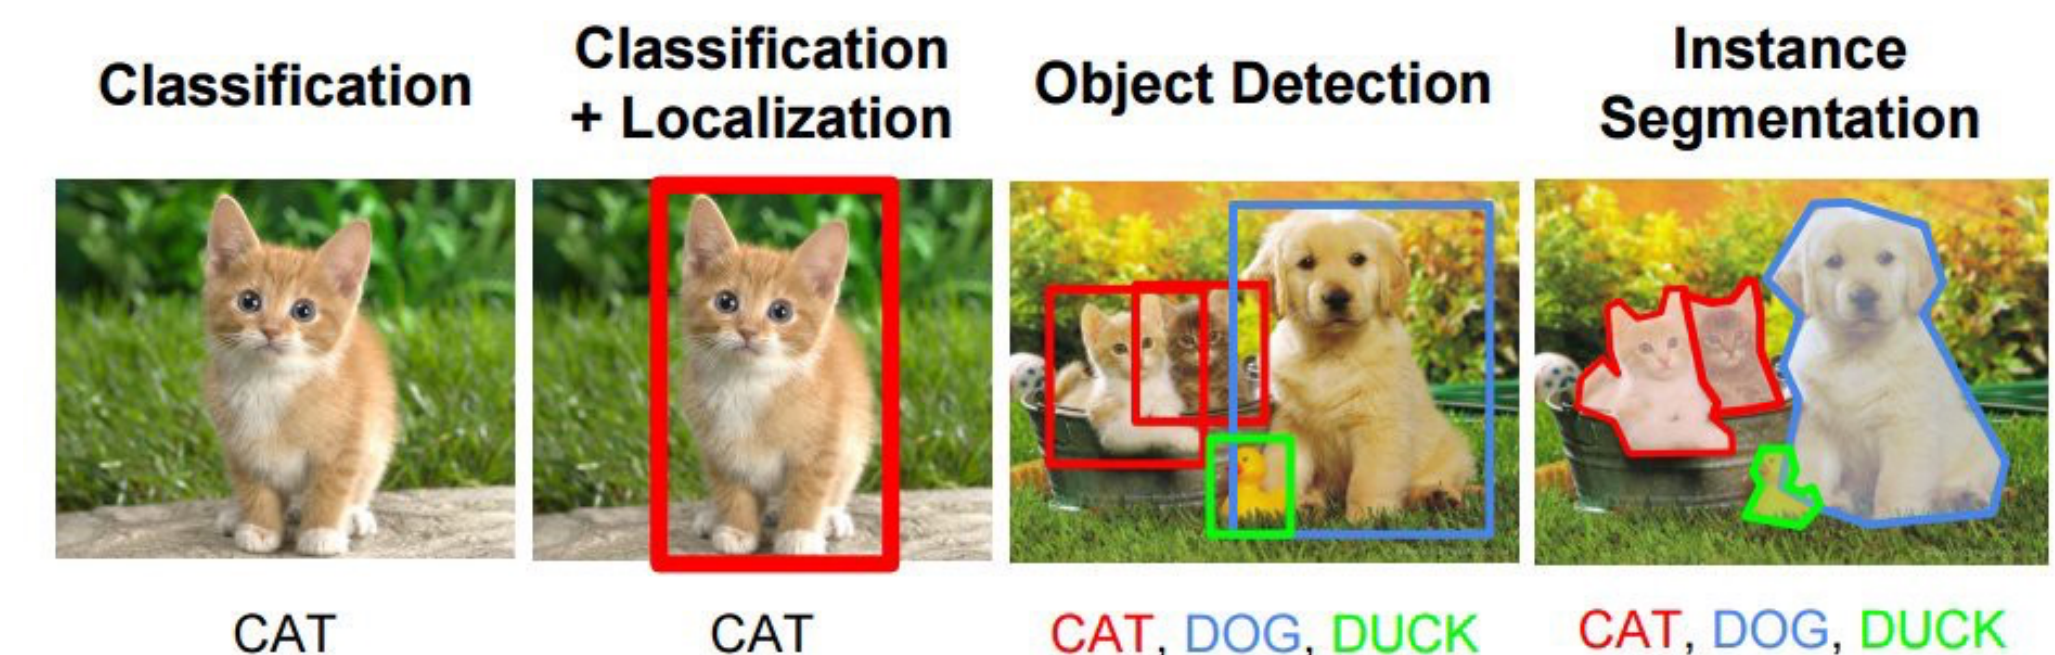 Classification
Classification
+ Localization
Object Detection
Instance
Segmentation
CAT
CAT
CAT, DOG, DUCK
CAT, DOG, DUCK